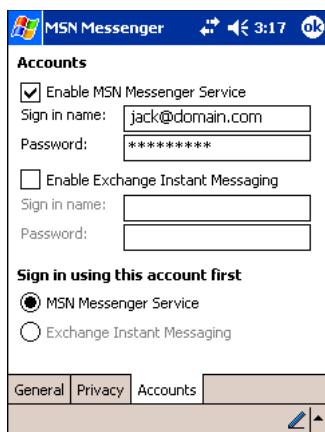 MSN Messenger 3:17 ok
Accounts
Enable MSN Messenger Service
Sign in name: jack@domain.com
Password: *********
Enable Exchange Instant Messaging
Sign in name:
Password:
Sign in using this account first
MSN Messenger Service
Exchange Instant Messaging
General Privacy Accounts